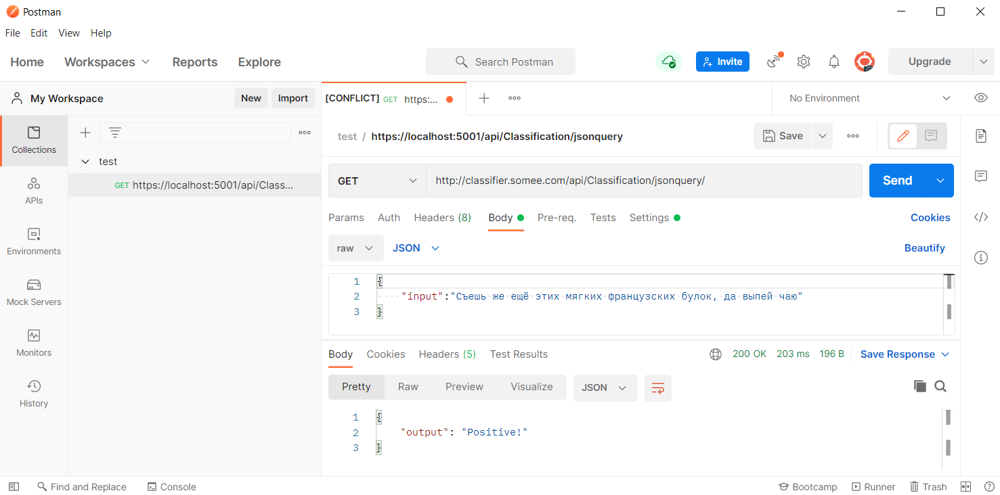 Postman
File Edit View Help
Home Workspaces Reports Explore Search Postman Invite Upgrade
My Workspace New Import [CONFLICT] GET https:... No Environment
Collections
APIs
Environments
Mock Servers
Monitors
History
test
GET https://localhost:5001/api/Class...
test / https://localhost:5001/api/Classification/jsonquery Save
GET http://classifier.somee.com/api/Classification/jsonquery/ Send
Params Auth Headers (8) Body Pre-req. Tests Settings Cookies
raw JSON Beautify
1 {
2 "input":"Съешь же ещё этих мягких французских булок, да выпей чаю"
3 }
Body Cookies Headers (5) Test Results 200 OK 203 ms 196 B Save Response
Pretty Raw Preview Visualize JSON
1 {
2 "output": "Positive!"
3 }
Find and Replace Console Bootcamp Runner Trash